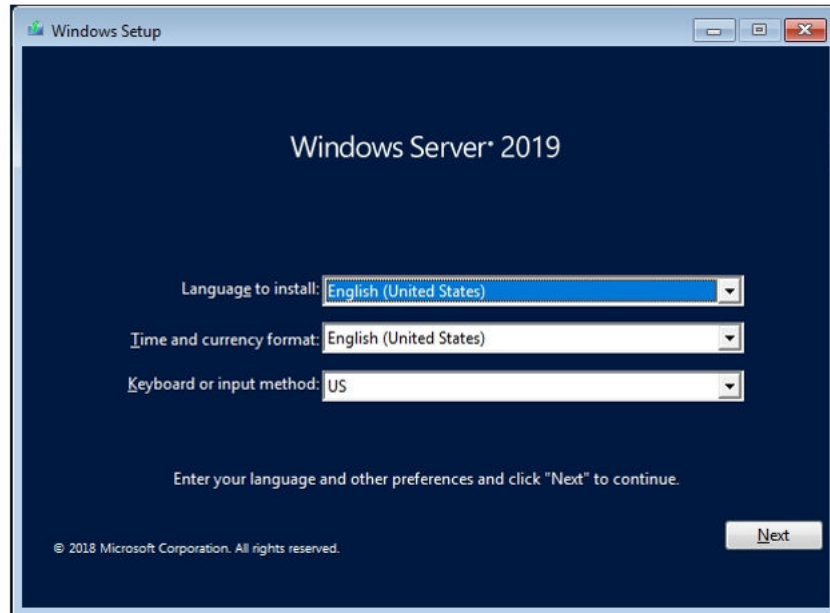 Windows Setup
Windows Server 2019
Language to install: English (United States)
Time and currency format: English (United States)
Keyboard or input method: US
Enter your language and other preferences and click "Next" to continue.
Next
© 2018 Microsoft Corporation. All rights reserved.